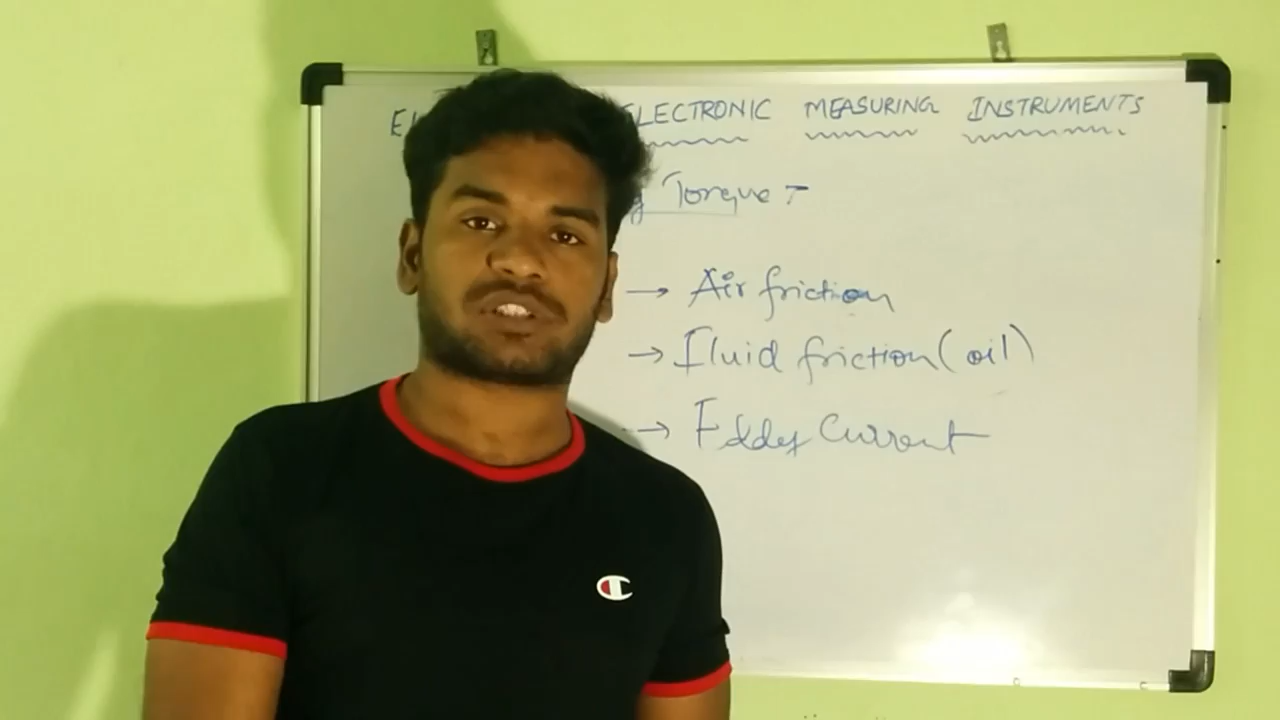 ELECTRONIC MEASURING INSTRUMENTS
Torque :-
→ Air friction
→ Fluid friction (oil)
→ Eddy Current